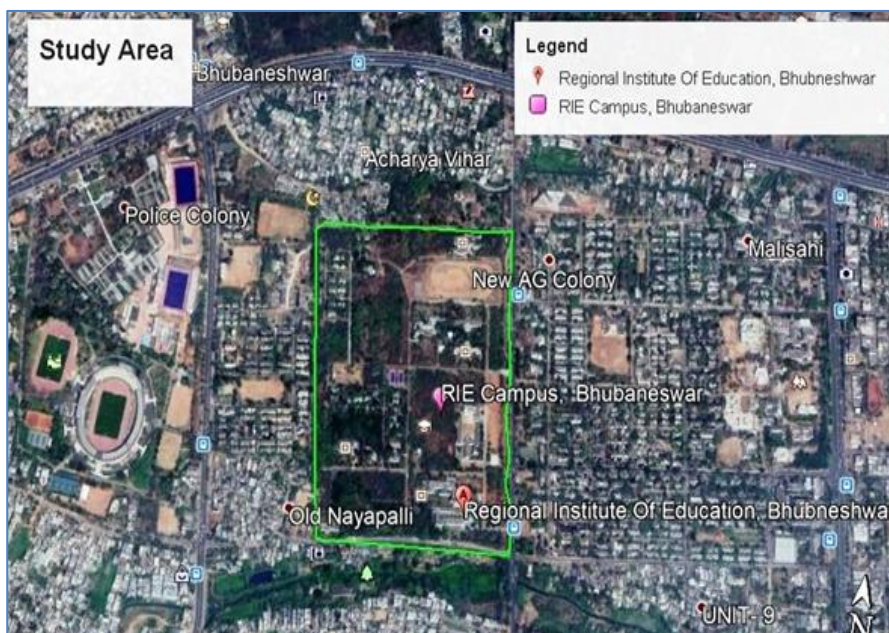 Study Area
Legend
Regional Institute Of Education, Bhubneshwar
RIE Campus, Bhubaneswar
Bhubaneshwar
Acharya Vihar
Police Colony
Malisahi
New AG Colony
RIE Campus, Bhubaneswar
Old Nayapalli
A
Regional Institute Of Education, Bhubneshwar
UNIT- 9
N